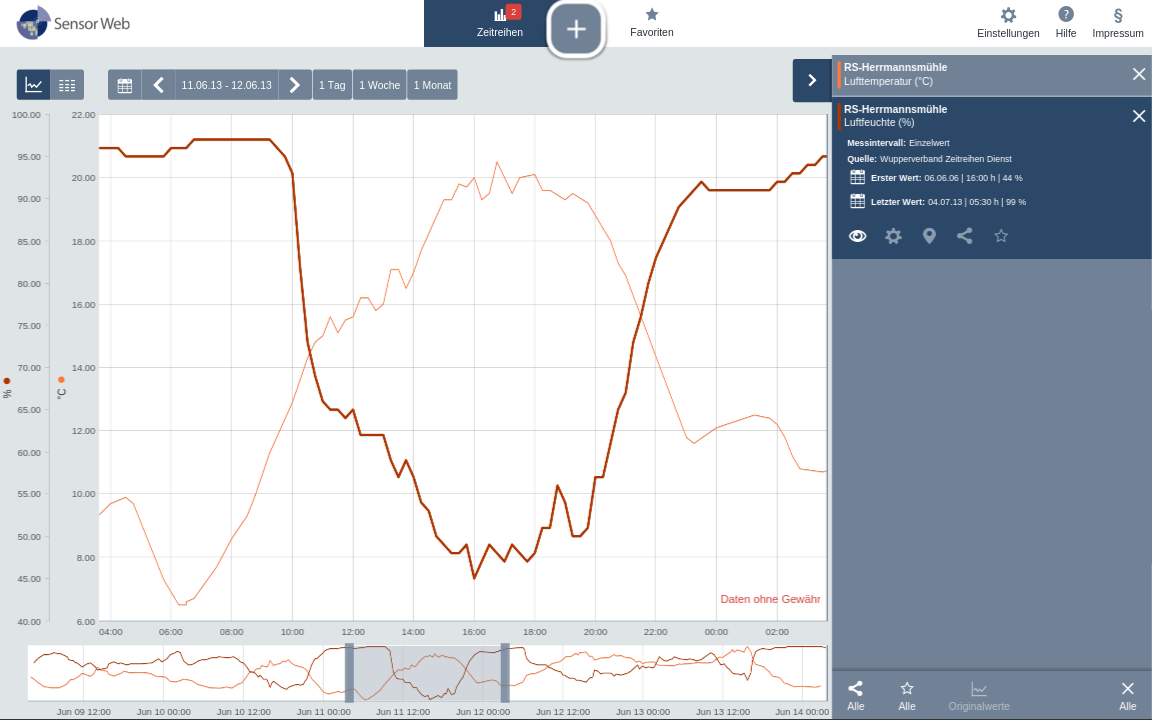 Sensor Web
Zeitreihen
2
Favoriten
Einstellungen
Hilfe
Impressum
11.06.13 - 12.06.13
1 Tag
1 Woche
1 Monat
RS-Herrmannsmühle
Lufttemperatur (°C)
RS-Herrmannsmühle
Luftfeuchte (%)
Messintervall: Einzelwert
Quelle: Wupperverband Zeitreihen Dienst
Erster Wert: 06.06.06 | 16:00 h | 44 %
Letzter Wert: 04.07.13 | 05:30 h | 99 %
100.00
95.00
90.00
85.00
80.00
75.00
70.00
65.00
60.00
55.00
50.00
45.00
40.00
%
22.00
20.00
18.00
16.00
14.00
12.00
10.00
8.00
6.00
°C
Daten ohne Gewähr
04:00 06:00 08:00 10:00 12:00 14:00 16:00 18:00 20:00 22:00 00:00 02:00
Jun 09 12:00 Jun 10 00:00 Jun 10 12:00 Jun 11 00:00 Jun 11 12:00 Jun 12 00:00 Jun 12 12:00 Jun 13 00:00 Jun 13 12:00 Jun 14 00:00
Alle
Alle
Originalwerte
Alle